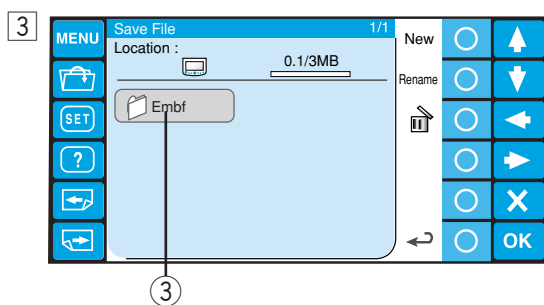 3
MENU
Save File 1/1
New
Location :
0.1/3MB
Rename
Embf
SET
?
OK
3